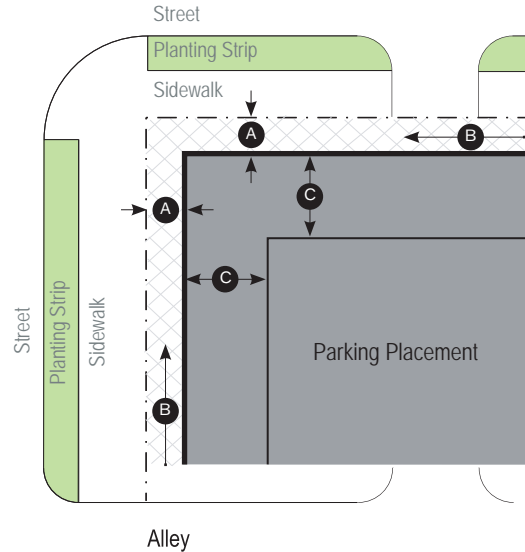 Street
Planting Strip
Sidewalk
A
B
A
C
C
Street
Planting Strip
Sidewalk
Parking Placement
B
Alley